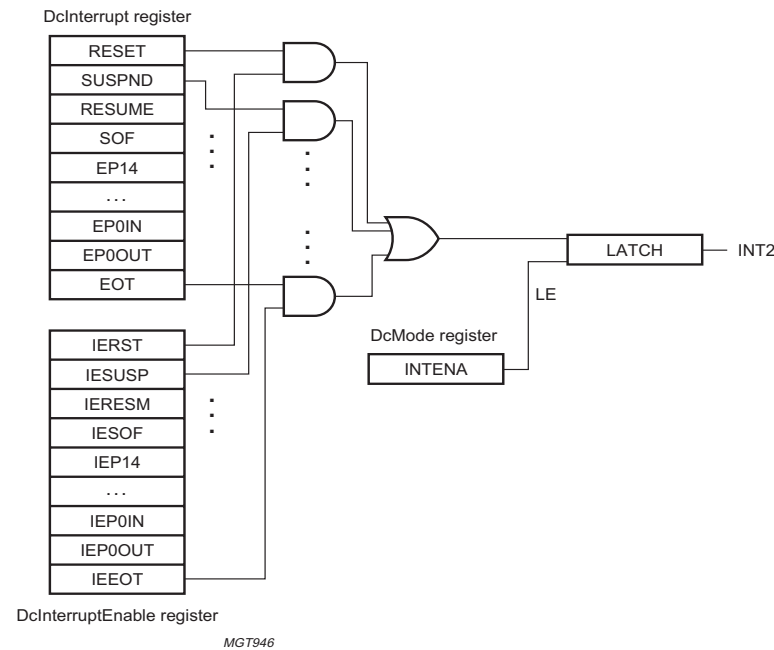 DcInterrupt register
RESET
SUSPND
RESUME
SOF
EP14
...
EP0IN
EP0OUT
EOT
IERST
IESUSP
IERESM
IESOF
IEP14
...
IEP0IN
IEP0OUT
IEEOT
DcInterruptEnable register
DcMode register
INTENA
LE
LATCH
INT2
MGT946